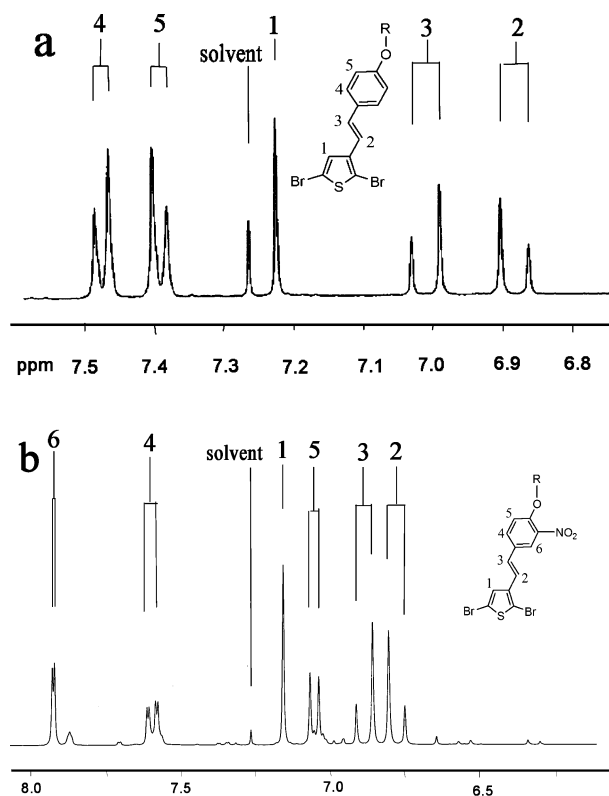 a
4 5 solvent 1 3 2
R
O
5
4
3
2
1
Br S Br
ppm 7.5 7.4 7.3 7.2 7.1 7.0 6.9 6.8
b
6 4 solvent 1 5 3 2
R
O
5
NO₂
4
6
3
2
1
Br S Br
8.0 7.5 7.0 6.5